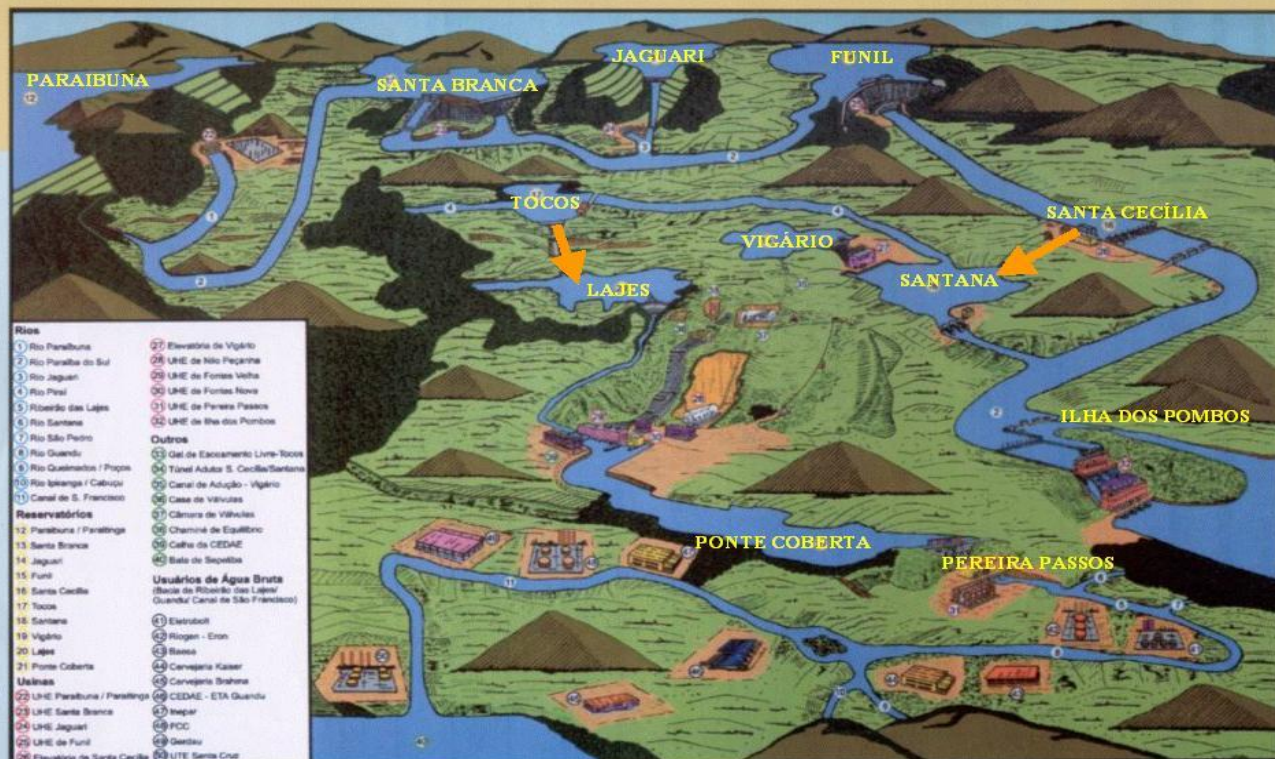 PARAIBUNA
SANTA BRANCA
JAGUARI
FUNIL
TOCOS
VIGÁRIO
SANTA CECÍLIA
LAJES
SANTANA
ILHA DOS POMBOS
PONTE COBERTA
PEREIRA PASSOS
Rios
1 Rio Paraibuna
2 Rio Paraíba do Sul
3 Rio Jaguari
4 Rio Piraí
5 Ribeirão das Lajes
6 Rio Santana
7 Rio São Pedro
8 Rio Guandu
9 Rio Queimados / Poços
10 Rio Ipiranga / Cabuçu
11 Canal de S. Francisco
Reservatórios
12 Paraibuna / Paraitinga
13 Santa Branca
14 Jaguari
15 Funil
16 Santa Cecília
17 Tocos
18 Santana
19 Vigário
20 Lajes
21 Ponte Coberta
Usinas
22 UHE Paraibuna / Paraitinga
23 UHE Santa Branca
24 UHE Jaguari
25 UHE de Funil
26 Elevatória de Santa Cecília
27 Elevatória de Vigário
28 UHE de Nilo Peçanha
29 UHE de Fontes Velha
30 UHE de Fontes Nova
31 UHE de Pereira Passos
32 UHE de Ilha dos Pombos
Outros
33 Gal de Escoamento Livre-Tocos
34 Túnel Adutor S. Cecília/Santana
35 Canal de Adução - Vigário
36 Casa de Válvulas
37 Câmara de Válvulas
38 Chaminé de Equilíbrio
39 Calha da CEDAE
40 Baía de Sepetiba
Usuários de Água Bruta
(Bacia de Ribeirão das Lajes/
Guandu/ Canal de São Francisco)
41 Eletrobolt
42 Riogen - Eron
43
44 Cervejaria Kaiser
45 Cervejaria Brahma
46 CEDAE - ETA Guandu
47 Inepar
48 FCC
49 Gerdau
50 UTE Santa Cruz